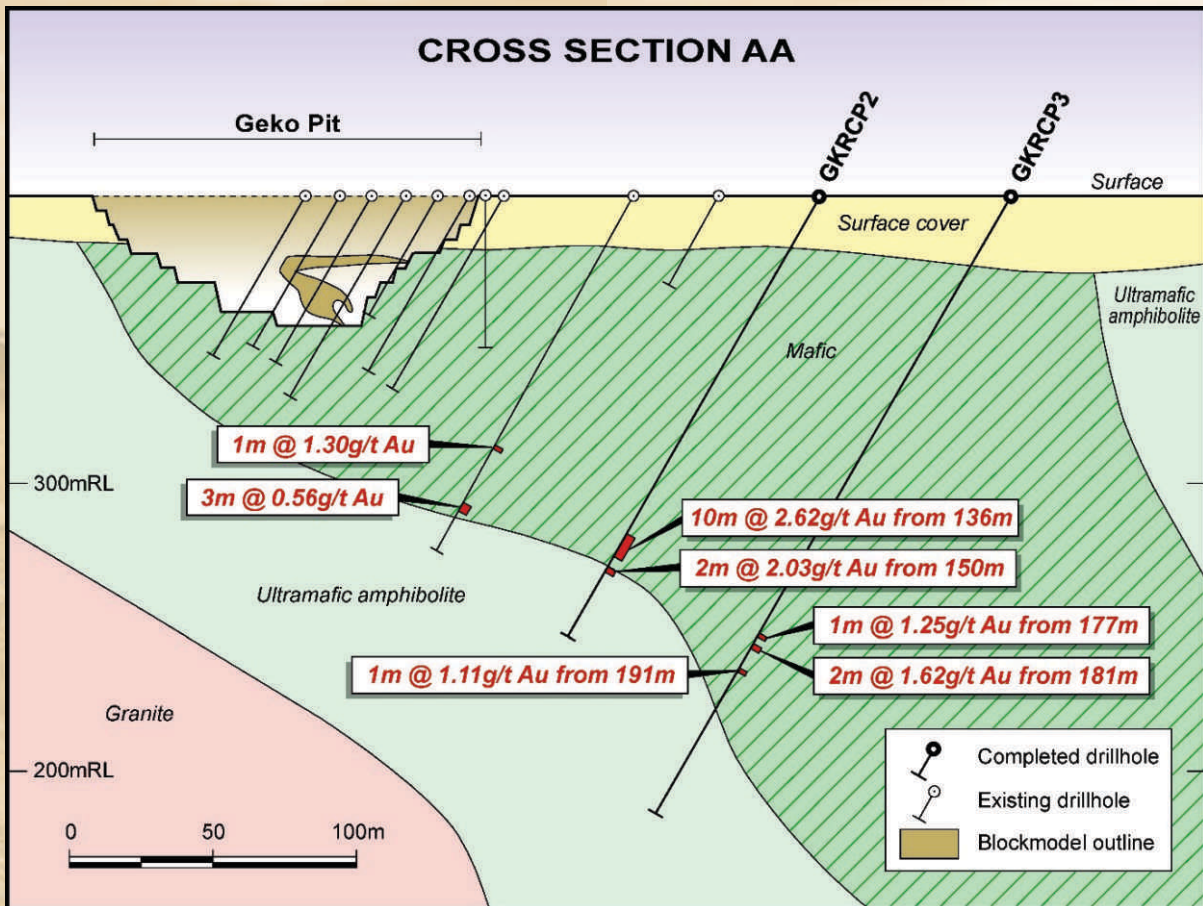 CROSS SECTION AA
Geko Pit
GKRCP2
GKRCP3
Surface
Surface cover
Ultramafic
amphibolite
Mafic
1m @ 1.30g/t Au
300mRL
3m @ 0.56g/t Au
10m @ 2.62g/t Au from 136m
2m @ 2.03g/t Au from 150m
Ultramafic amphibolite
1m @ 1.25g/t Au from 177m
1m @ 1.11g/t Au from 191m
2m @ 1.62g/t Au from 181m
Granite
200mRL
0 50 100m
Completed drillhole
Existing drillhole
Blockmodel outline